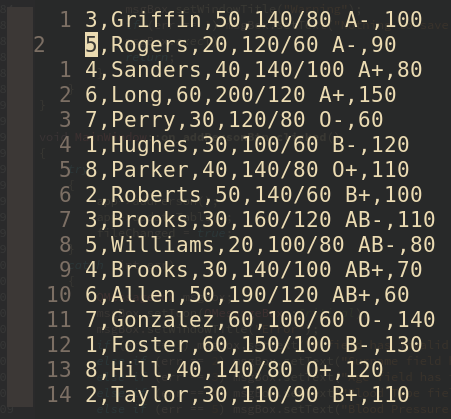 1 3,Griffin,50,140/80 A-,100
2 5,Rogers,20,120/60 A-,90
1 4,Sanders,40,140/100 A+,80
2 6,Long,60,200/120 A+,150
3 7,Perry,30,120/80 O-,60
4 1,Hughes,30,100/60 B-,120
5 8,Parker,40,140/80 O+,110
6 2,Roberts,50,140/60 B+,100
7 3,Brooks,30,160/120 AB-,110
8 5,Williams,20,100/80 AB-,80
9 4,Brooks,30,140/100 AB+,70
10 6,Allen,50,190/120 AB+,60
11 7,Gonzalez,60,100/60 O-,140
12 1,Foster,60,150/100 B-,130
13 8,Hill,40,140/80 O+,120
14 2,Taylor,30,110/90 B+,110